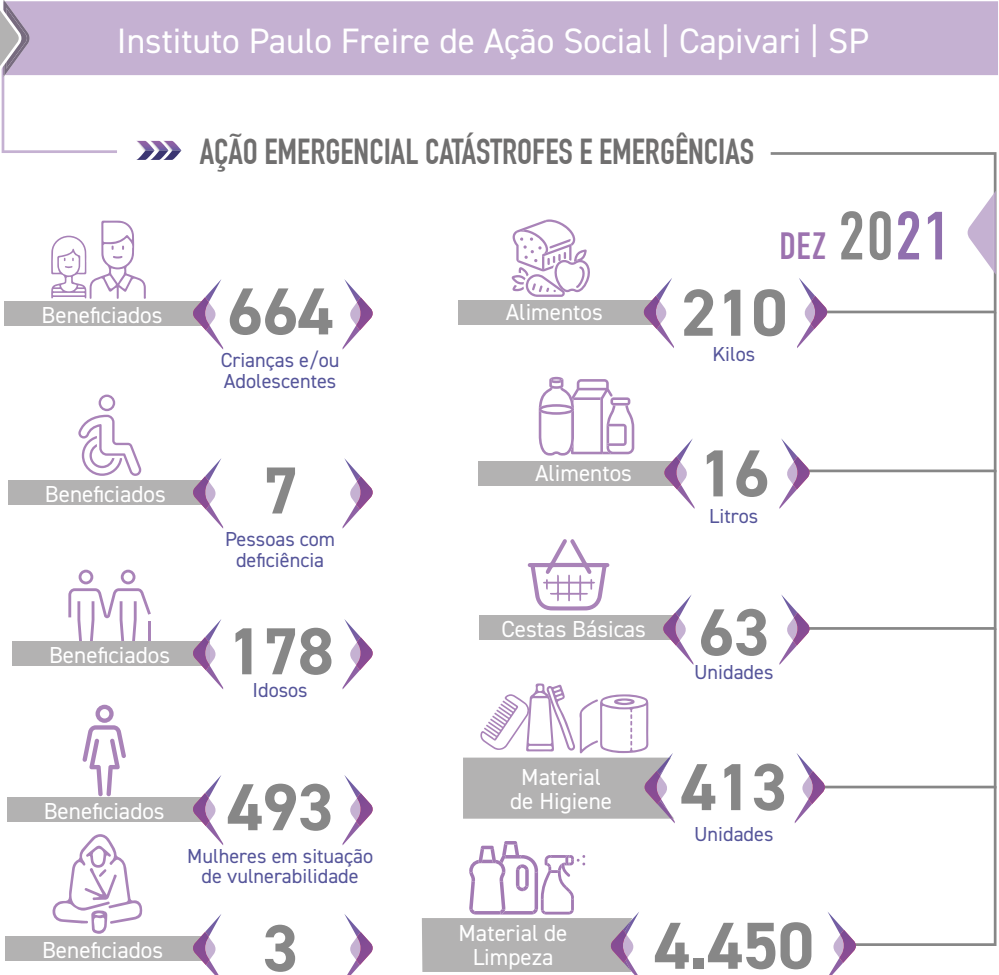 Instituto Paulo Freire de Ação Social | Capivari | SP
AÇÃO EMERGENCIAL CATÁSTROFES E EMERGÊNCIAS
DEZ 2021
Beneficiados
664
Crianças e/ou
Adolescentes
Beneficiados
7
Pessoas com
deficiência
Beneficiados
178
Idosos
Beneficiados
493
Mulheres em situação
de vulnerabilidade
Beneficiados
3
Alimentos
210
Kilos
Alimentos
16
Litros
Cestas Básicas
63
Unidades
Material
de Higiene
413
Unidades
Material de
Limpeza
4.450